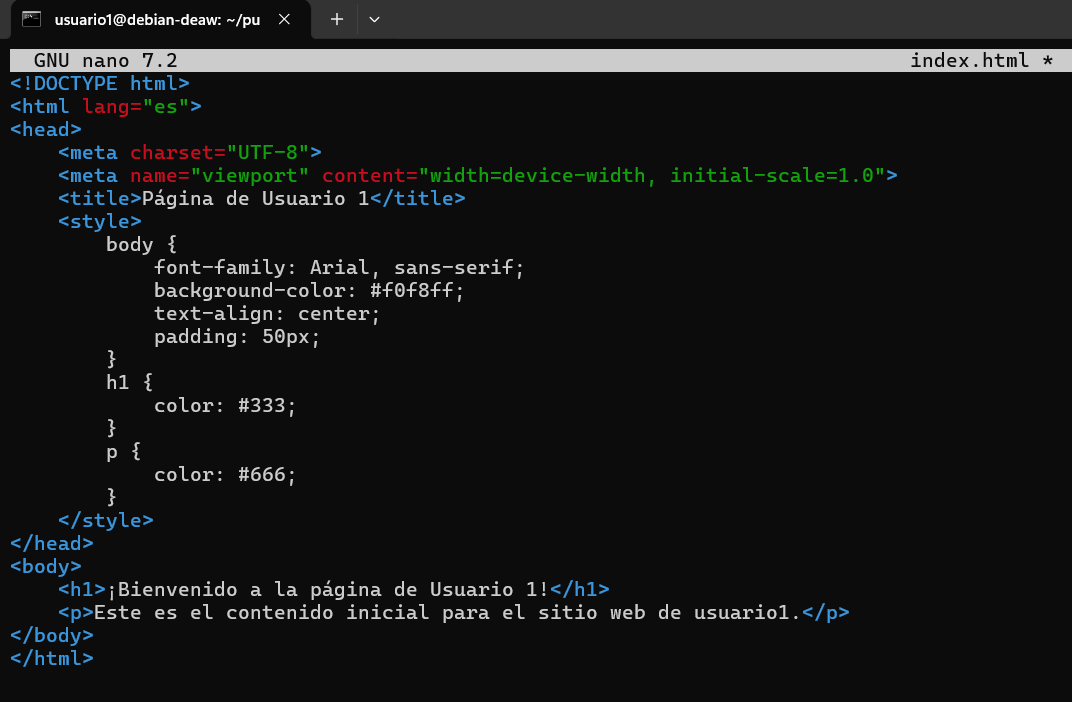 usuario1@debian-deaw: ~/pu
GNU nano 7.2 index.html *
<!DOCTYPE html>
<html lang="es">
<head>
    <meta charset="UTF-8">
    <meta name="viewport" content="width=device-width, initial-scale=1.0">
    <title>Página de Usuario 1</title>
    <style>
        body {
            font-family: Arial, sans-serif;
            background-color: #f0f8ff;
            text-align: center;
            padding: 50px;
        }
        h1 {
            color: #333;
        }
        p {
            color: #666;
        }
    </style>
</head>
<body>
    <h1>¡Bienvenido a la página de Usuario 1!</h1>
    <p>Este es el contenido inicial para el sitio web de usuario1.</p>
</body>
</html>